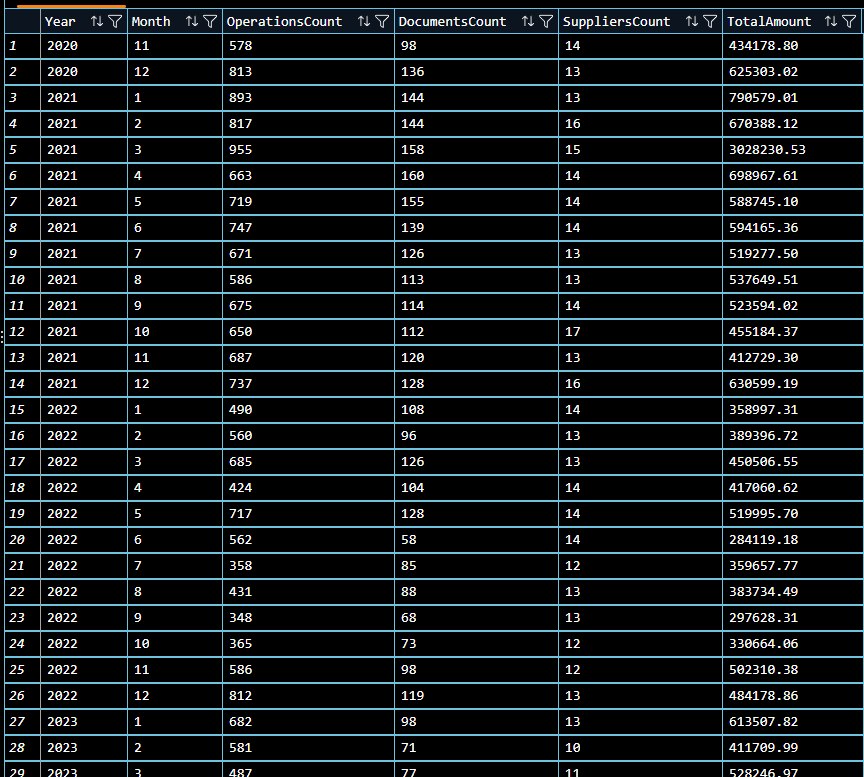 Year Month OperationsCount DocumentsCount SuppliersCount TotalAmount
1 2020 11 578 98 14 434178.80
2 2020 12 813 136 13 625303.02
3 2021 1 893 144 13 790579.01
4 2021 2 817 144 16 670388.12
5 2021 3 955 158 15 3028230.53
6 2021 4 663 160 14 698967.61
7 2021 5 719 155 14 588745.10
8 2021 6 747 139 14 594165.36
9 2021 7 671 126 13 519277.50
10 2021 8 586 113 13 537649.51
11 2021 9 675 114 14 523594.02
12 2021 10 650 112 17 455184.37
13 2021 11 687 120 13 412729.30
14 2021 12 737 128 16 630599.19
15 2022 1 490 108 14 358997.31
16 2022 2 560 96 13 389396.72
17 2022 3 685 126 13 450506.55
18 2022 4 424 104 14 417060.62
19 2022 5 717 128 14 519995.70
20 2022 6 562 58 14 284119.18
21 2022 7 358 85 12 359657.77
22 2022 8 431 88 13 383734.49
23 2022 9 348 68 13 297628.31
24 2022 10 365 73 12 330664.06
25 2022 11 586 98 12 502310.38
26 2022 12 812 119 13 484178.86
27 2023 1 682 98 13 613507.82
28 2023 2 581 71 10 411709.99
29 2023 3 487 77 11 528246.97